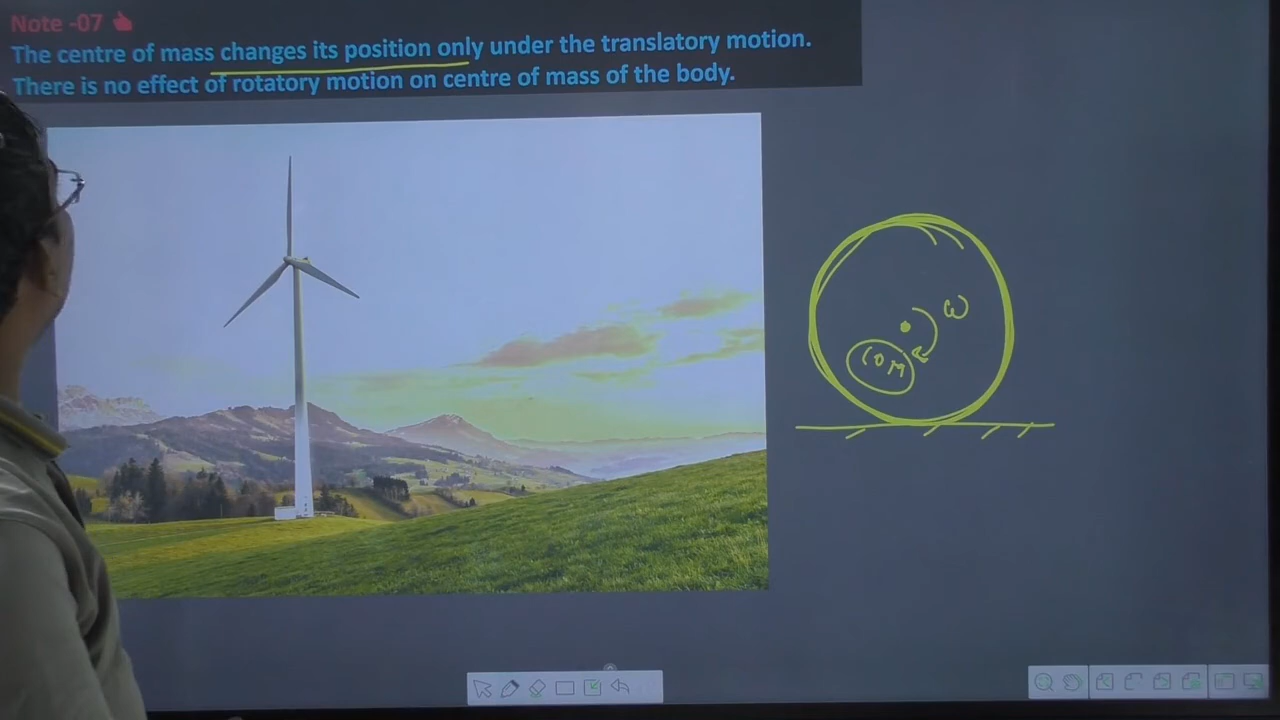 Note -07
The centre of mass changes its position only under the translatory motion.
There is no effect of rotatory motion on centre of mass of the body.
ω
COM